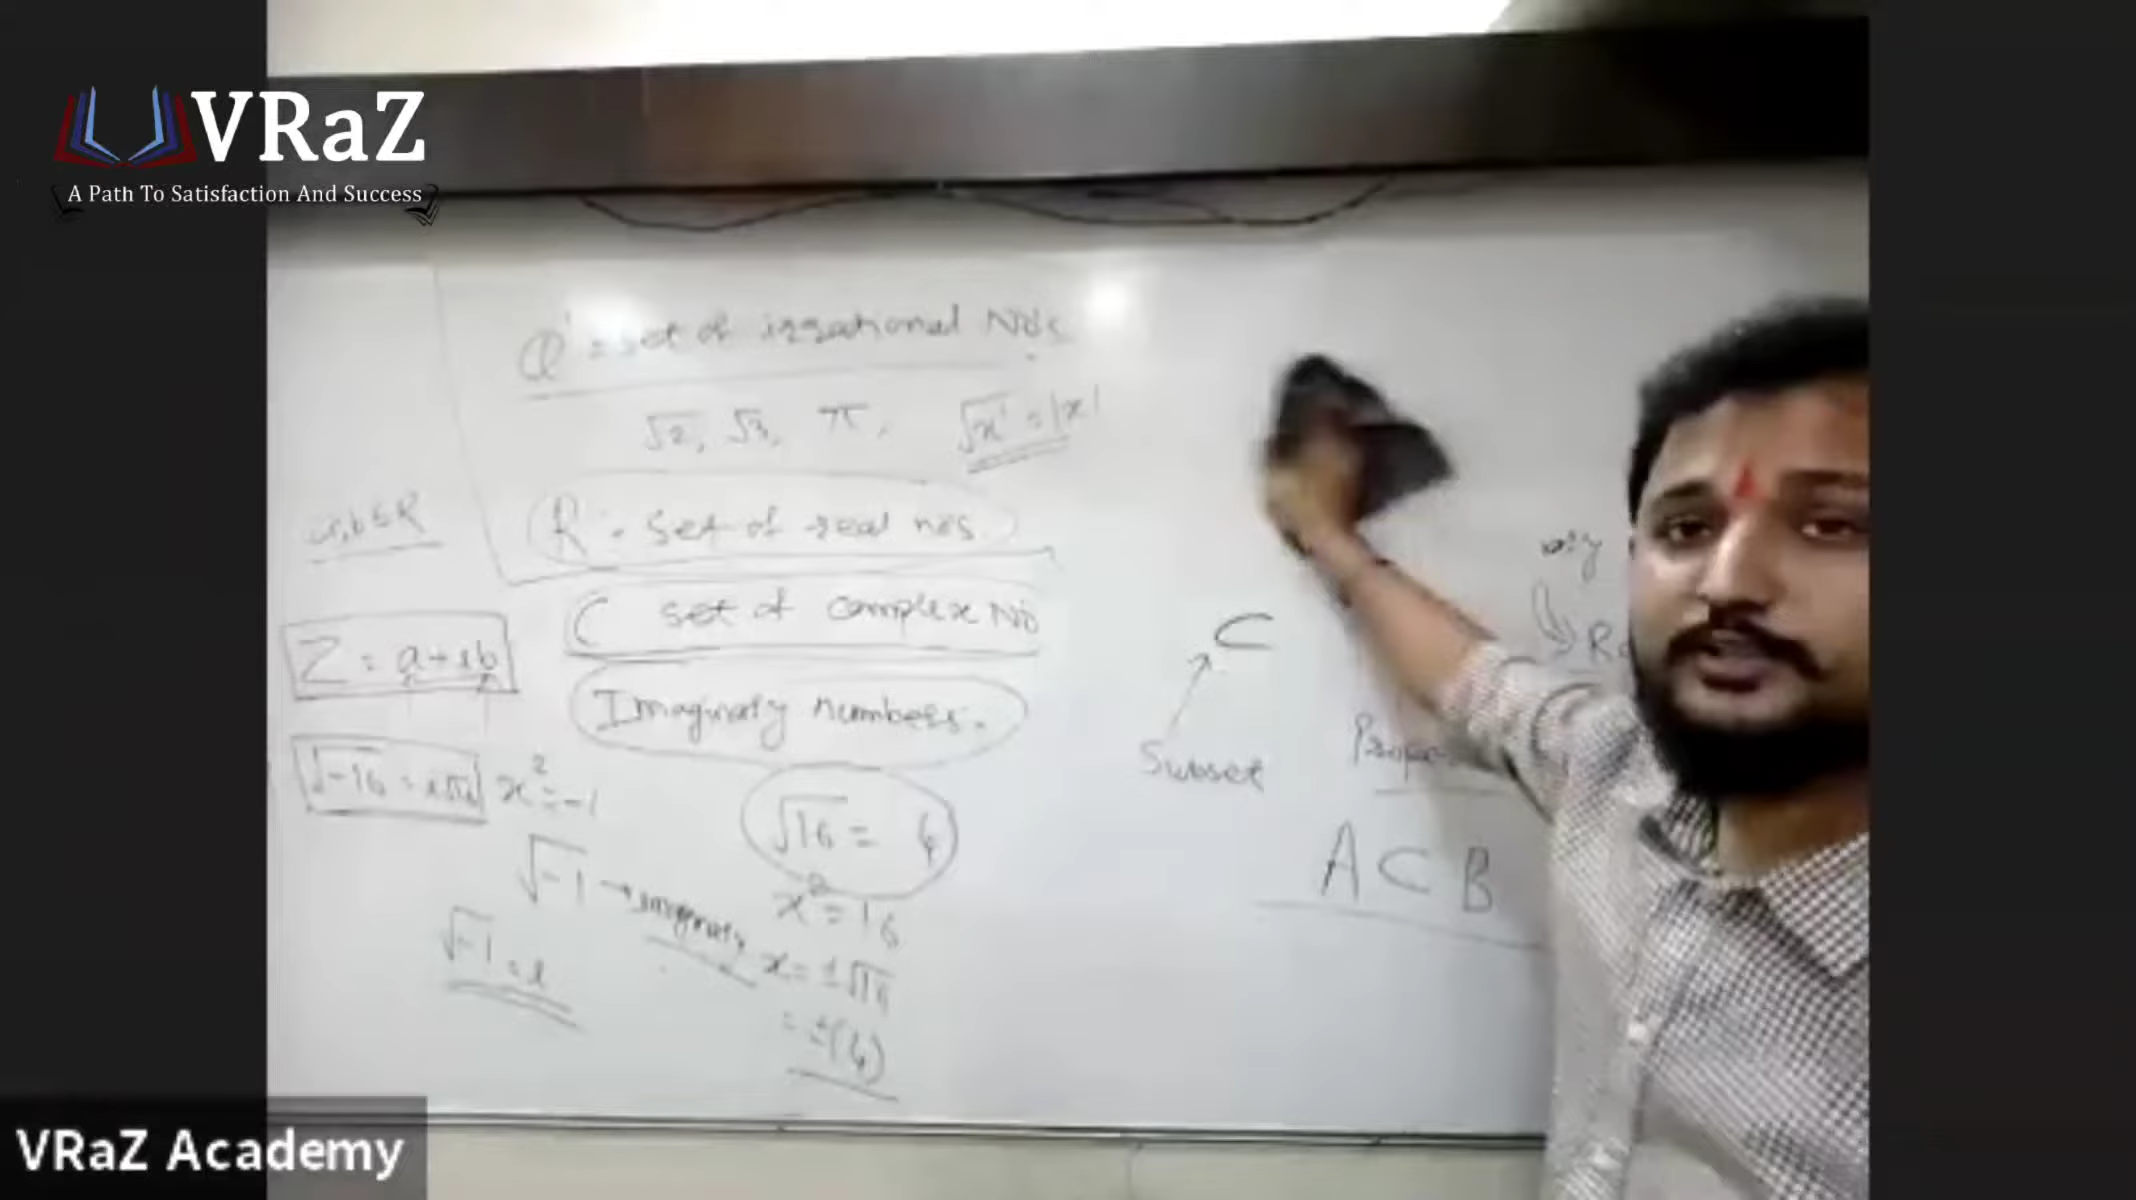 VRaZ
A Path To Satisfaction And Success
Q' = set of irrational No's.
√2, √3, π, √x² = |x|
a, b ∈ R
R = set of real nos.
C set of complex No
Z = a + ib
Imaginary numbers.
√-16 = i√16
x² = -1
√16 = 4
√-1 → imaginary
x² = 16
√-1 = i
x = ±√16
= ±(4)
⊂
Subset
A ⊂ B
VRaZ Academy